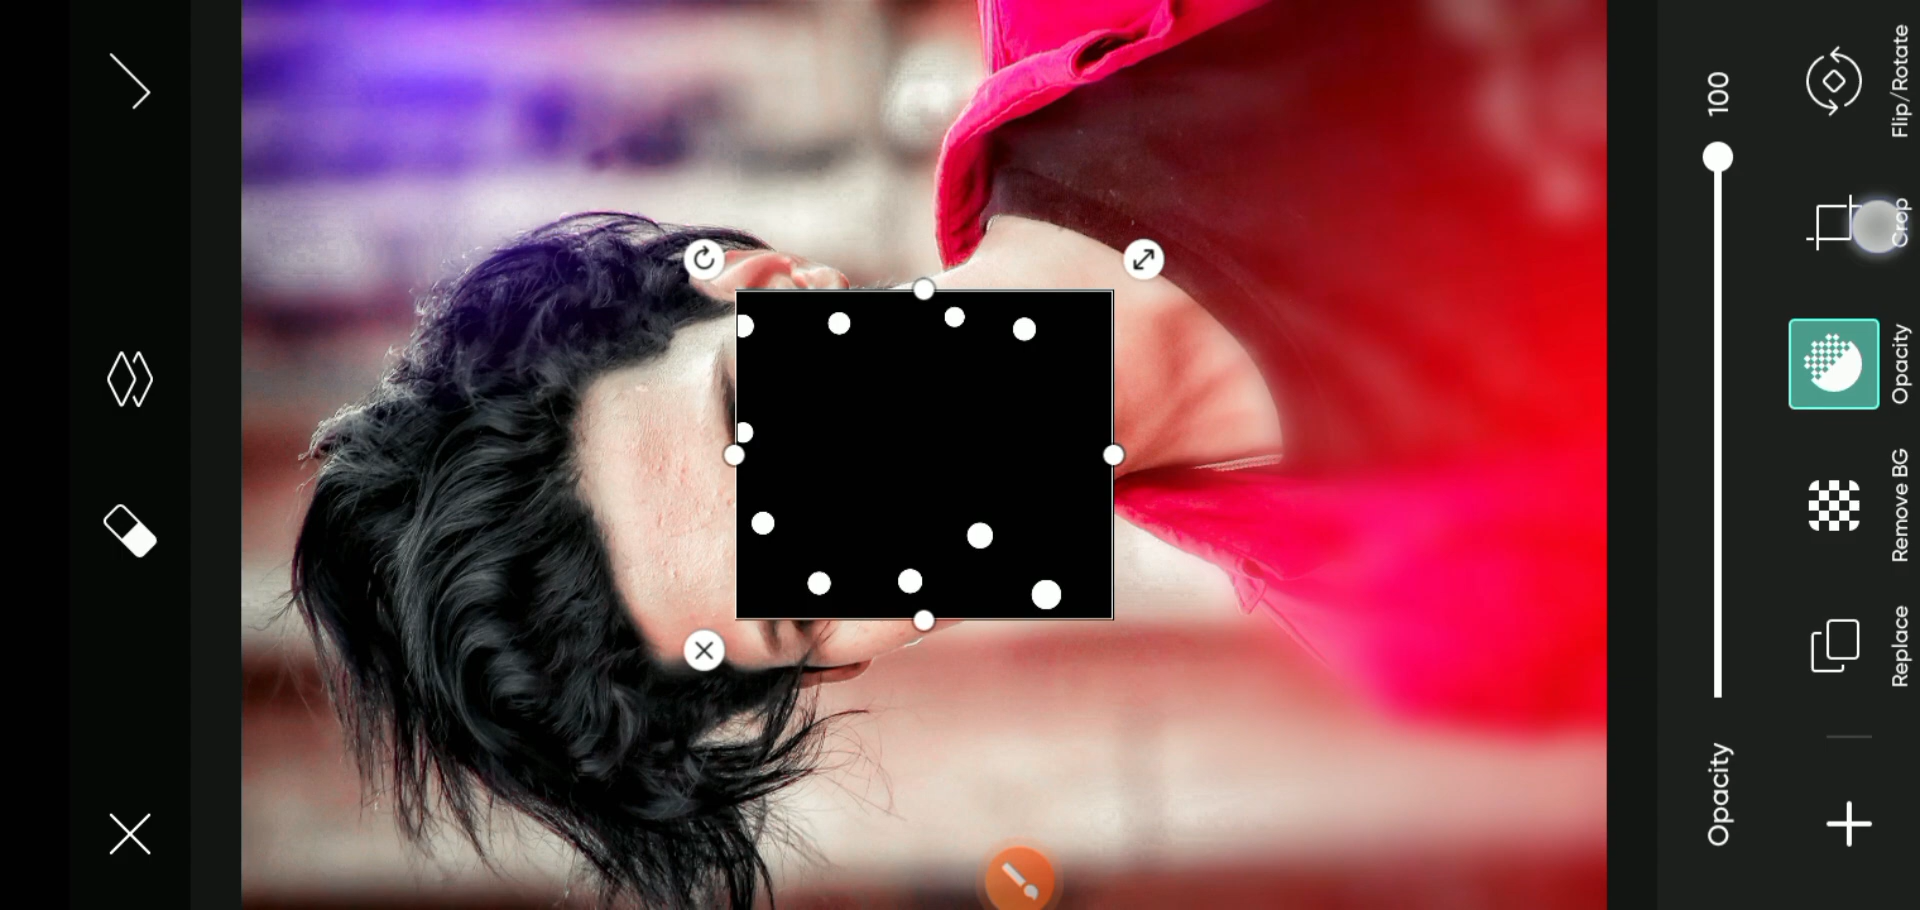 100
Opacity
Flip/Rotate
Crop
Opacity
Remove BG
Replace